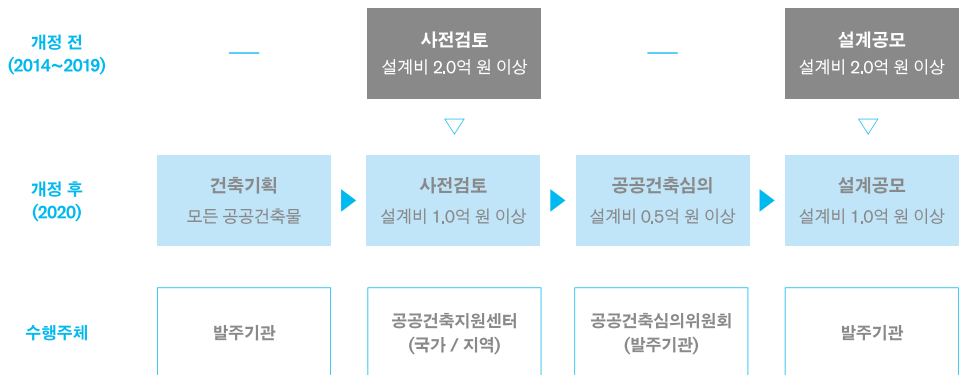 개정 전
(2014~2019)
사전검토
설계비 2.0억 원 이상
설계공모
설계비 2.0억 원 이상
개정 후
(2020)
건축기획
모든 공공건축물
사전검토
설계비 1.0억 원 이상
공공건축심의
설계비 0.5억 원 이상
설계공모
설계비 1.0억 원 이상
수행주체
발주기관
공공건축지원센터
(국가 / 지역)
공공건축심의위원회
(발주기관)
발주기관